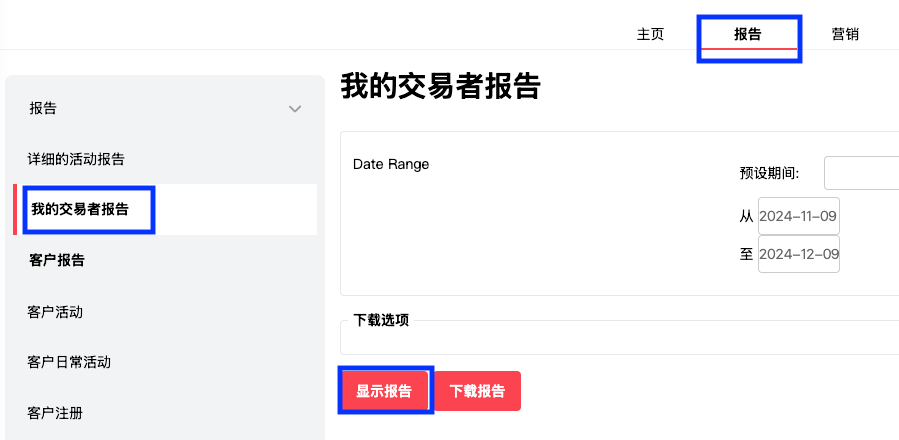 主页 报告 营销
报告
详细的活动报告
我的交易者报告
客户报告
客户活动
客户日常活动
客户注册
我的交易者报告
Date Range
预设期间:
从 2024-11-09
至 2024-12-09
下载选项
显示报告 下载报告